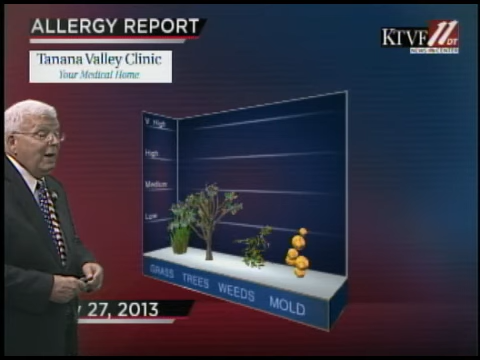 ALLERGY REPORT
Tanana Valley Clinic
Your Medical Home
KTVF 11 DT
NEWS CENTER
V. High
High
Medium
Low
GRASS TREES WEEDS MOLD
27, 2013